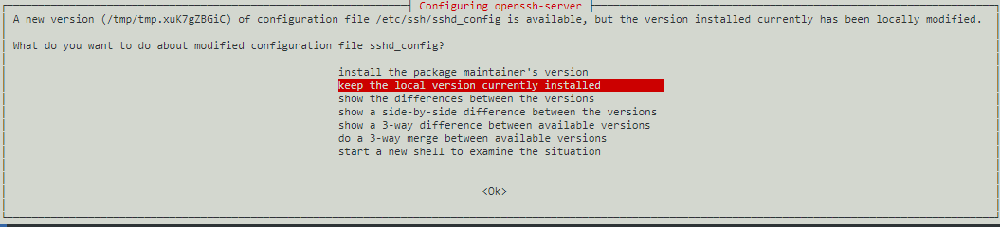 Configuring openssh-server
A new version (/tmp/tmp.xuK7gZBGiC) of configuration file /etc/ssh/sshd_config is available, but the version installed currently has been locally modified.
What do you want to do about modified configuration file sshd_config?
install the package maintainer's version
keep the local version currently installed
show the differences between the versions
show a side-by-side difference between the versions
show a 3-way difference between available versions
do a 3-way merge between available versions
start a new shell to examine the situation
<Ok>